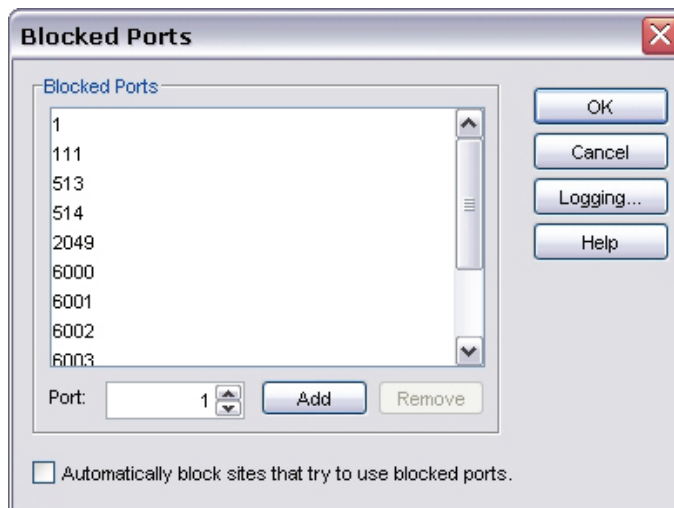 Blocked Ports
Blocked Ports
1
111
513
514
2049
6000
6001
6002
6003
Port: 1 Add Remove
OK
Cancel
Logging...
Help
Automatically block sites that try to use blocked ports.